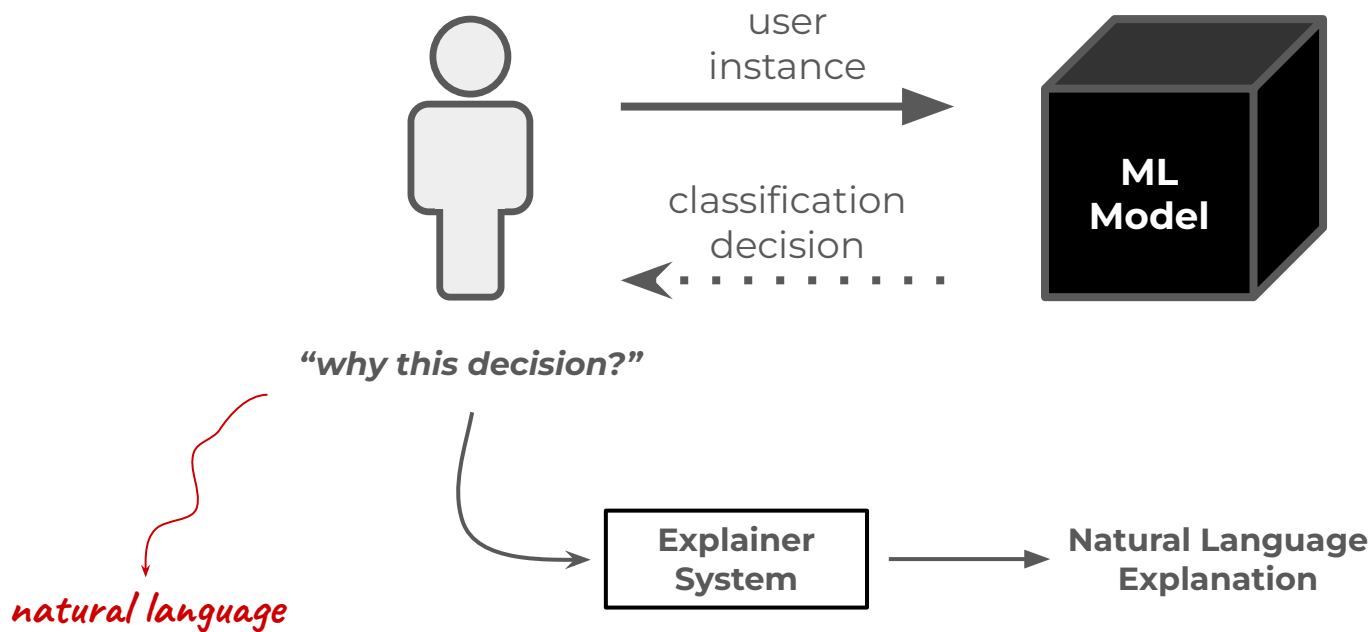 user
instance
ML
Model
classification
decision
“why this decision?”
Explainer
System
Natural Language
Explanation
natural language